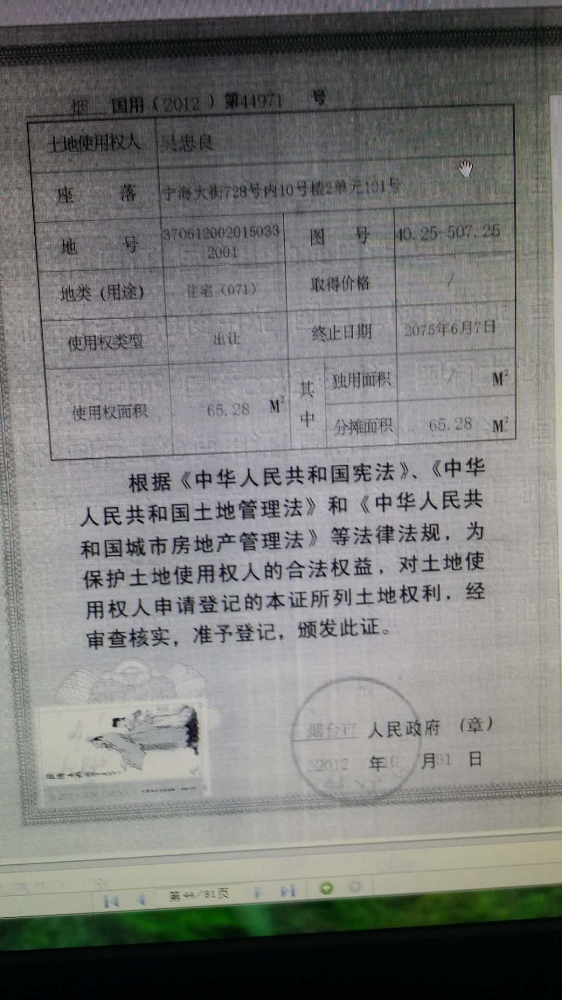 烟 国用（2012）第44971 号
土地使用权人 吴忠良
座 落 宁海大街728号内10号楼2单元101号
地 号 370612002015033 图 号 40.25-507.25
2001
地类（用途） 住宅（071） 取得价格 /
使用权类型 出让 终止日期 2075年6月7日
使用权面积 65.28 M² 其中 独用面积 / M²
分摊面积 65.28 M²
根据《中华人民共和国宪法》、《中华
人民共和国土地管理法》和《中华人民共
和国城市房地产管理法》等法律法规，为
保护土地使用权人的合法权益，对土地使
用权人申请登记的本证所列土地权利，经
审查核实，准予登记，颁发此证。
烟台市 人民政府 （章）
2012 年10 月31 日
第 44/81页